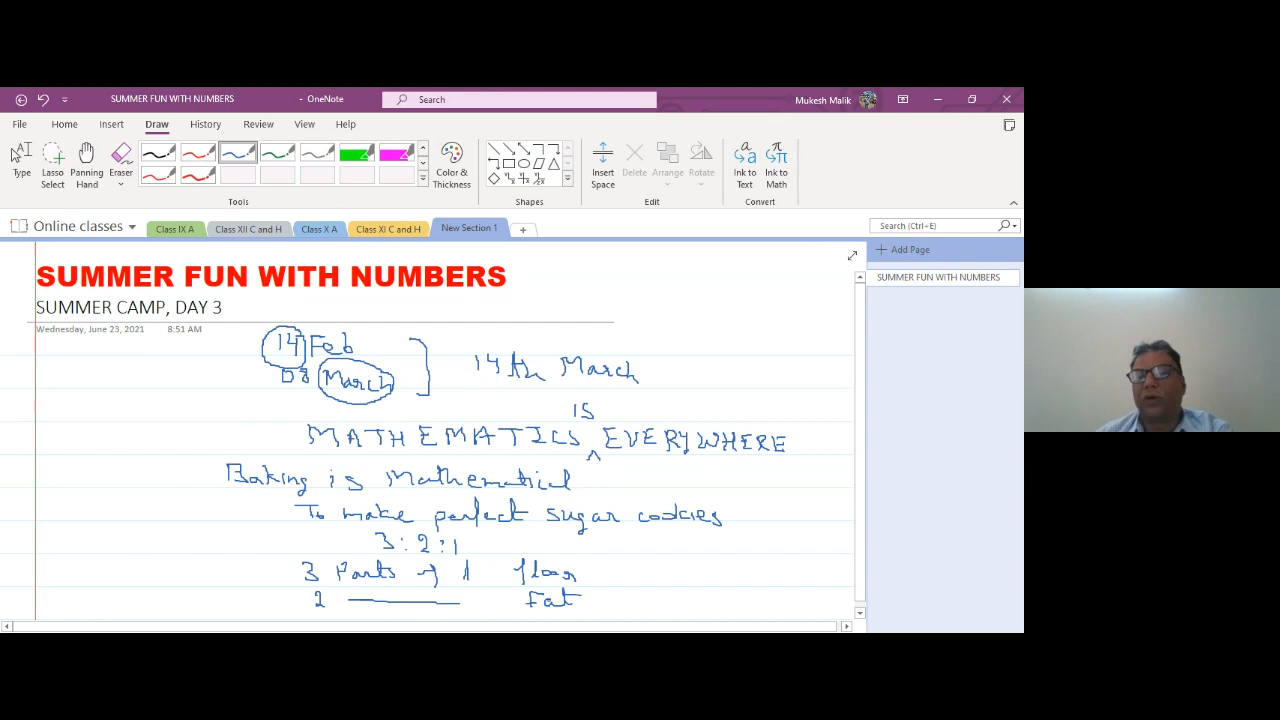 SUMMER FUN WITH NUMBERS - OneNote Search Mukesh Malik
File Home Insert Draw History Review View Help
Type Lasso Select Panning Hand Eraser Color & Thickness Insert Space Delete Arrange Rotate Ink to Text Ink to Math
Tools Shapes Edit Convert
Online classes Class IX A Class XII C and H Class X A Class XI C and H New Section 1 + Search (Ctrl+E)
Add Page
SUMMER FUN WITH NUMBERS
SUMMER FUN WITH NUMBERS
SUMMER CAMP, DAY 3
Wednesday, June 23, 2021 8:51 AM
14 Feb
08 March
14th March
IS
MATHEMATICS ^ EVERYWHERE
Baking is Mathematical
To make perfect sugar cookies
3:2:1
3 Parts of
2 Fat